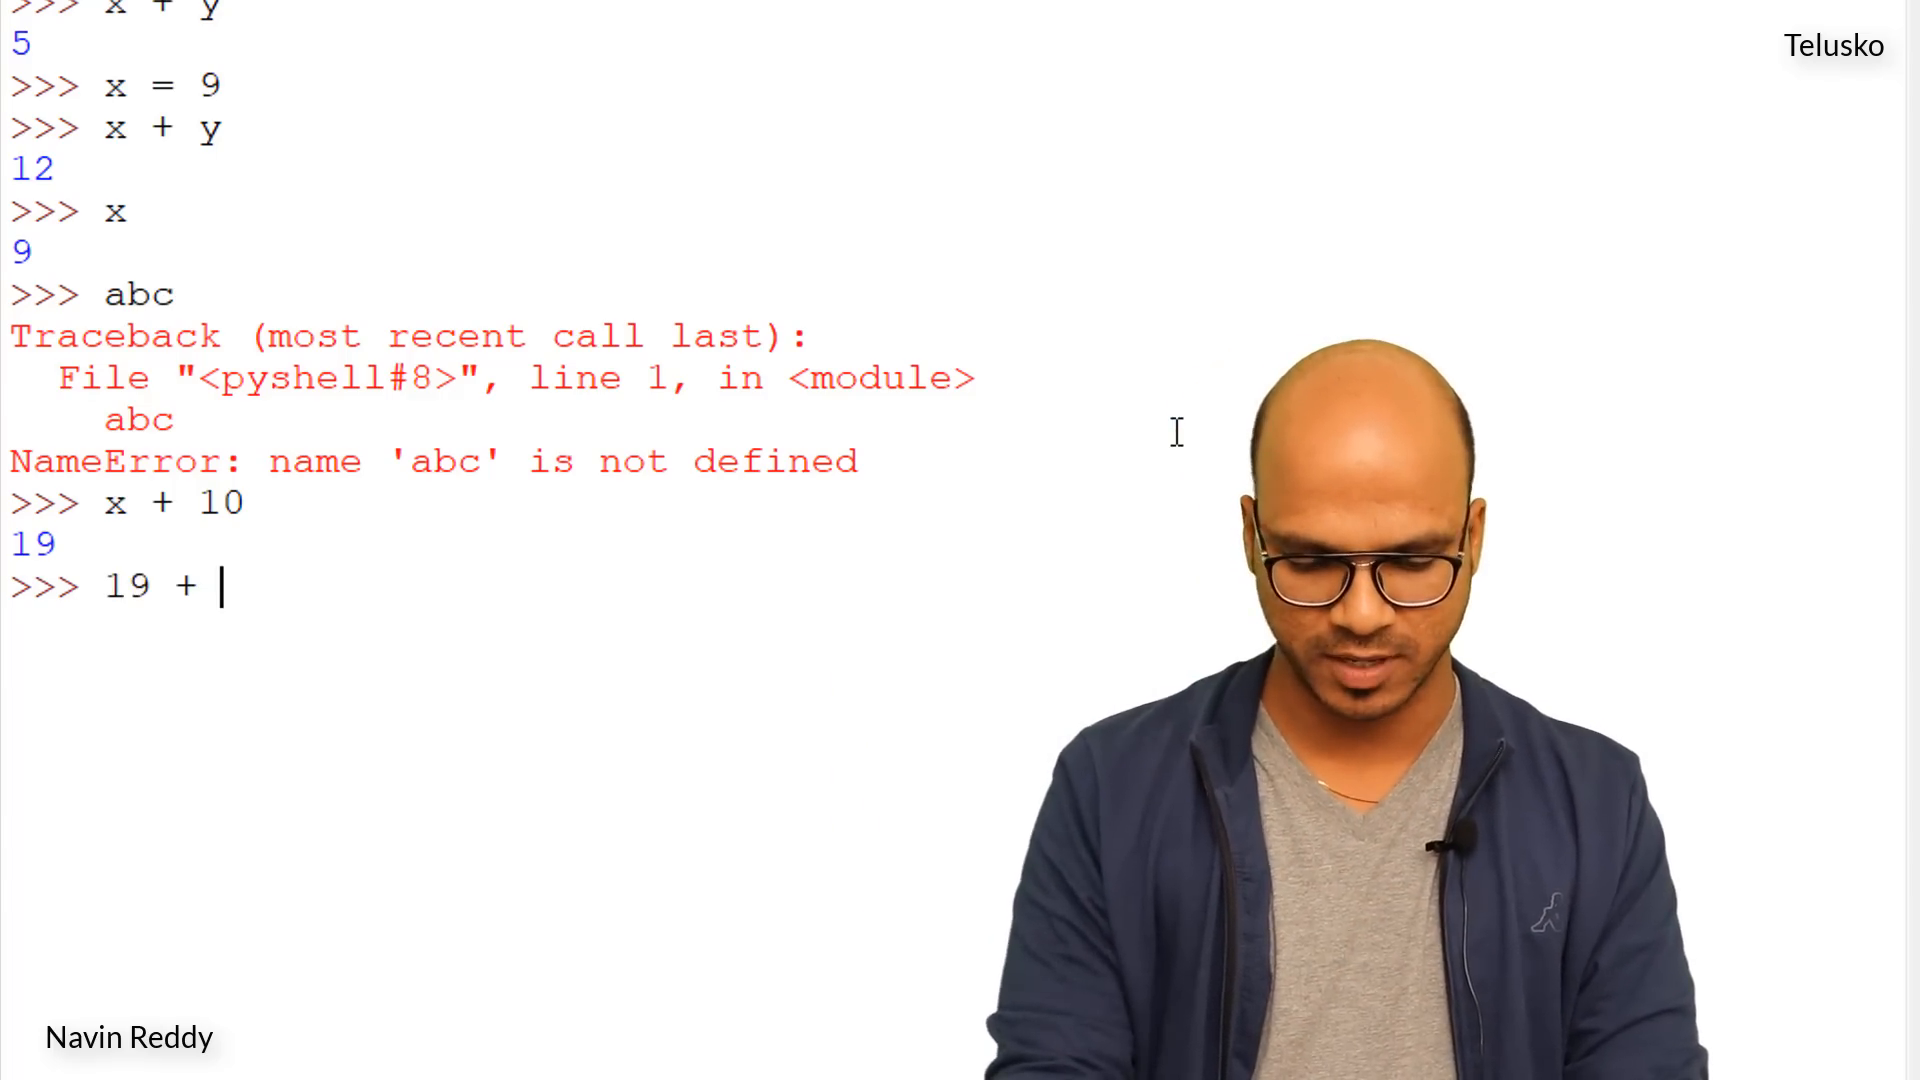 >>> x + y
5
>>> x = 9
>>> x + y
12
>>> x
9
>>> abc
Traceback (most recent call last):
  File "<pyshell#8>", line 1, in <module>
    abc
NameError: name 'abc' is not defined
>>> x + 10
19
>>> 19 +
Telusko
Navin Reddy